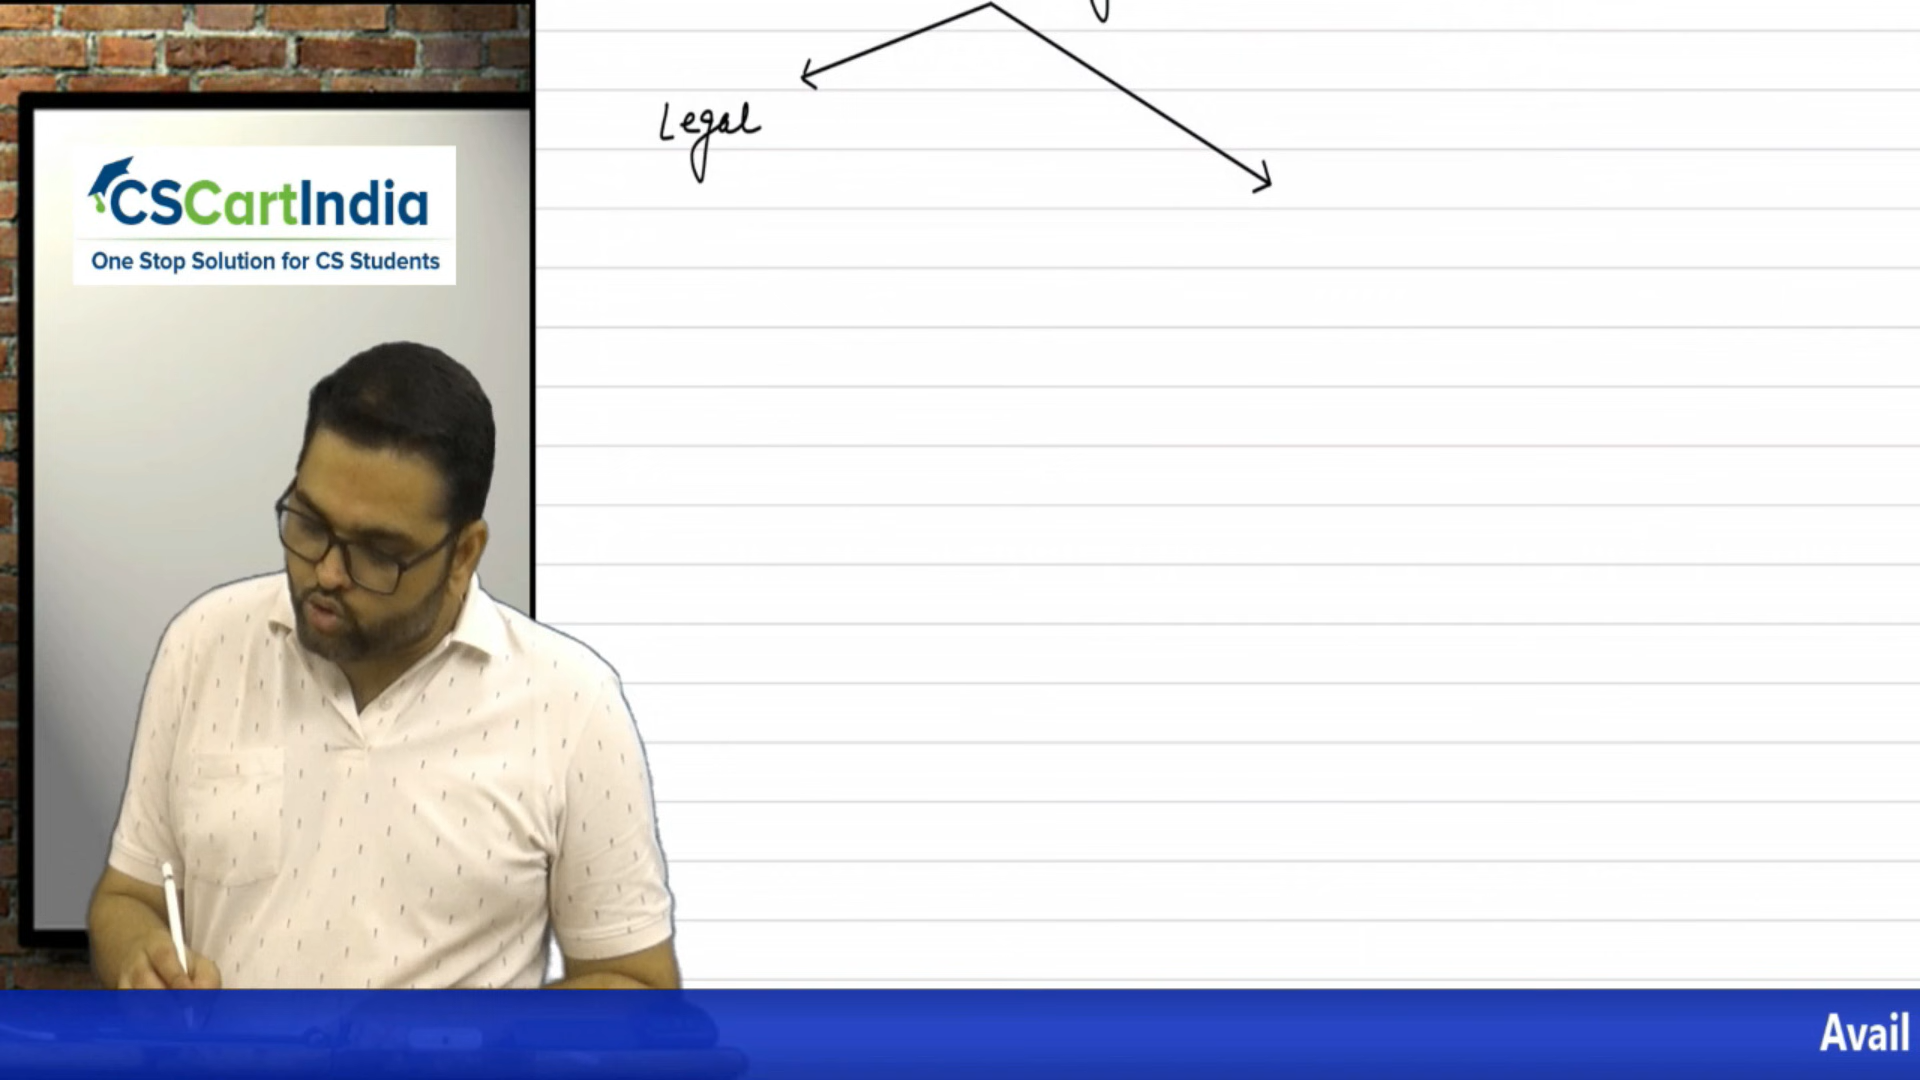 Legal
CSCartIndia
One Stop Solution for CS Students
Avail